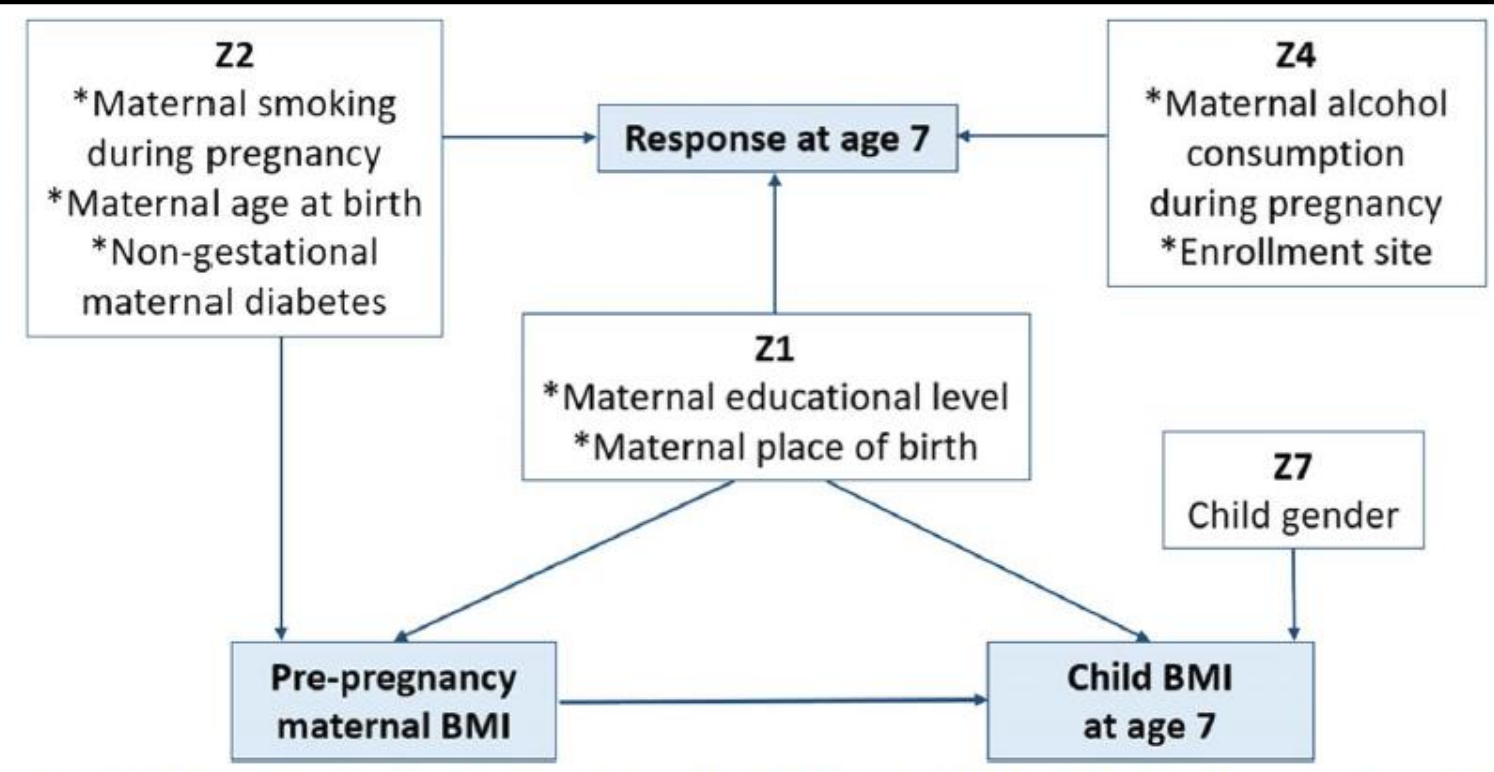 Z2
*Maternal smoking
during pregnancy
*Maternal age at birth
*Non-gestational
maternal diabetes
Response at age 7
Z4
*Maternal alcohol
consumption
during pregnancy
*Enrollment site
Z1
*Maternal educational level
*Maternal place of birth
Z7
Child gender
Pre-pregnancy
maternal BMI
Child BMI
at age 7